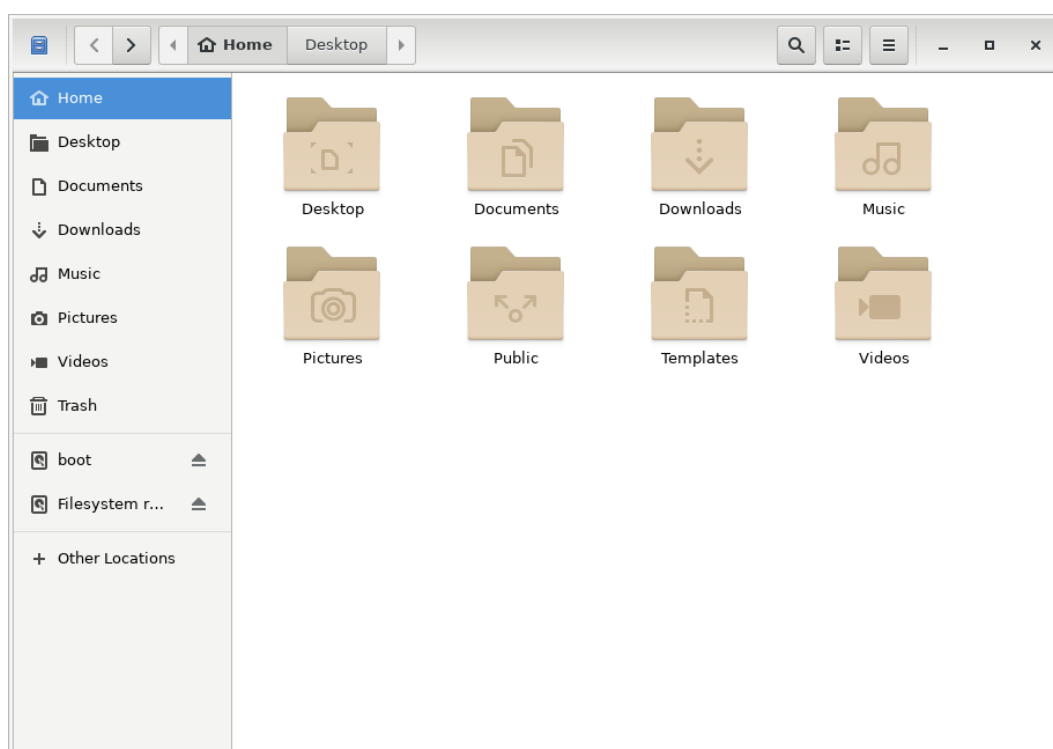 Home Desktop
Home
Desktop
Documents
Downloads
Music
Pictures
Videos
Trash
boot
Filesystem r...
Other Locations
Desktop Documents Downloads Music
Pictures Public Templates Videos